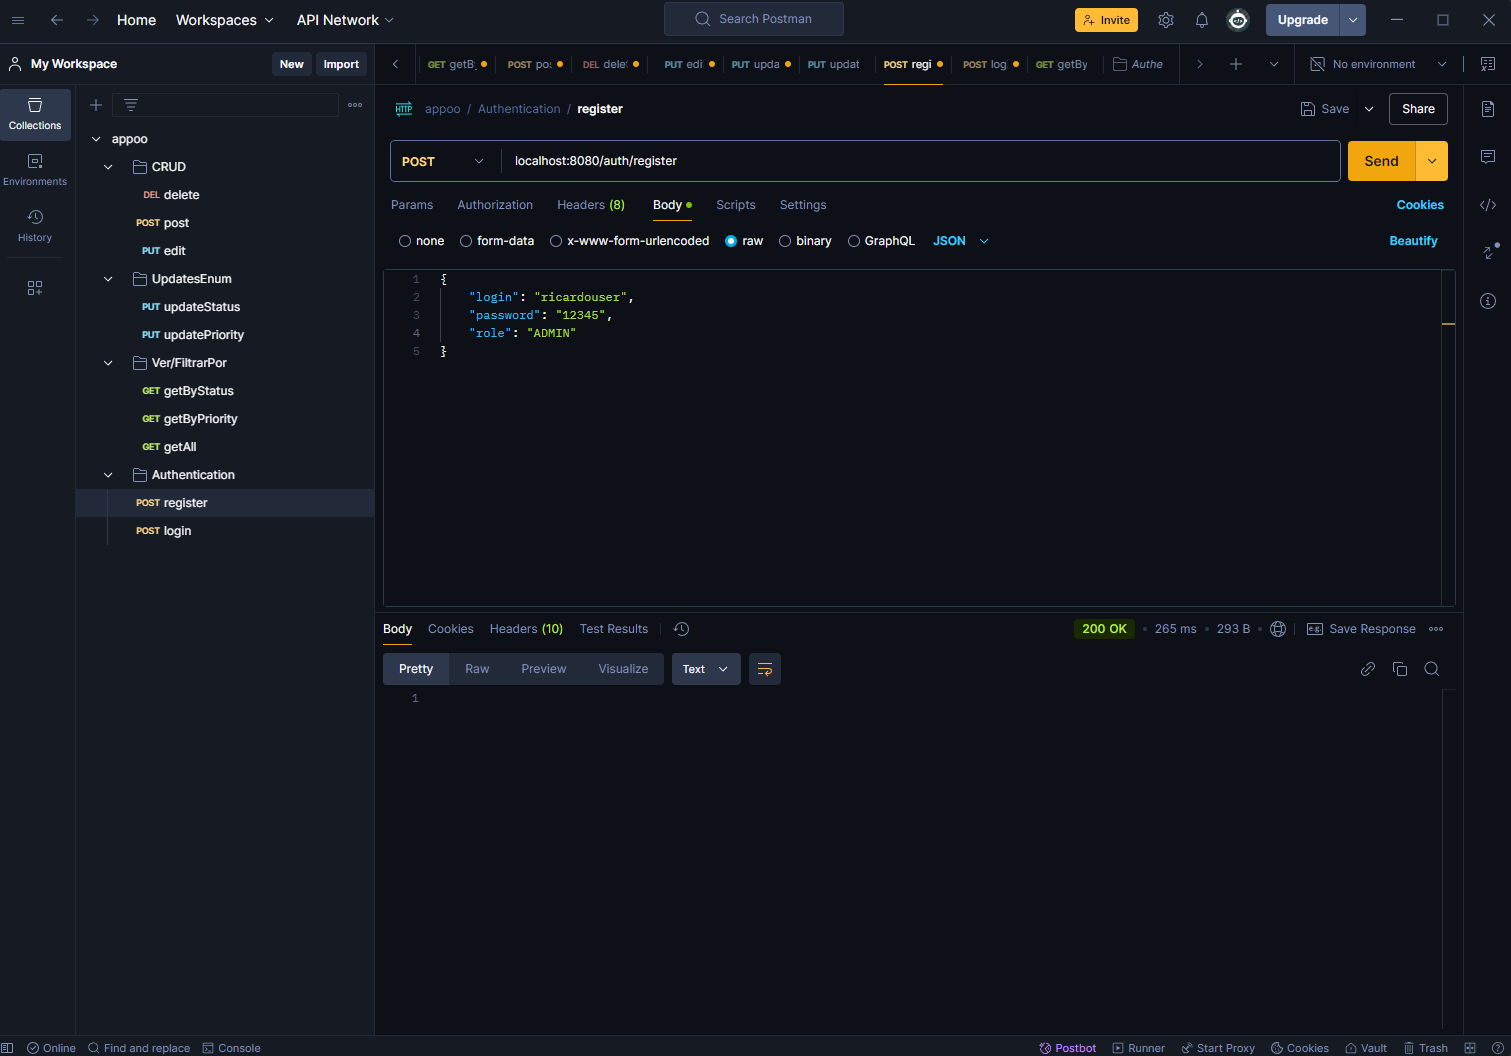 Home Workspaces API Network Search Postman Invite Upgrade
My Workspace New Import
GET getB POST po: DEL dele POST PUT edi PUT upda PUT updat POST regi POST log GET getBy Authe No environment
Collections
Environments
History
appoo
CRUD
DEL delete
POST post
PUT edit
UpdatesEnum
PUT updateStatus
PUT updatePriority
Ver/FiltrarPor
GET getByStatus
GET getByPriority
GET getAll
Authentication
POST register
POST login
HTTP appoo / Authentication / register Save Share
POST localhost:8080/auth/register Send
Params Authorization Headers (8) Body Scripts Settings Cookies
none form-data x-www-form-urlencoded raw binary GraphQL JSON Beautify
1 {
2 "login": "ricardouser",
3 "password": "12345",
4 "role": "ADMIN"
5 }
Body Cookies Headers (10) Test Results 200 OK • 265 ms • 293 B • e.g. Save Response
Pretty Raw Preview Visualize Text
1
Online Find and replace Console Postbot Runner Start Proxy Cookies Vault Trash